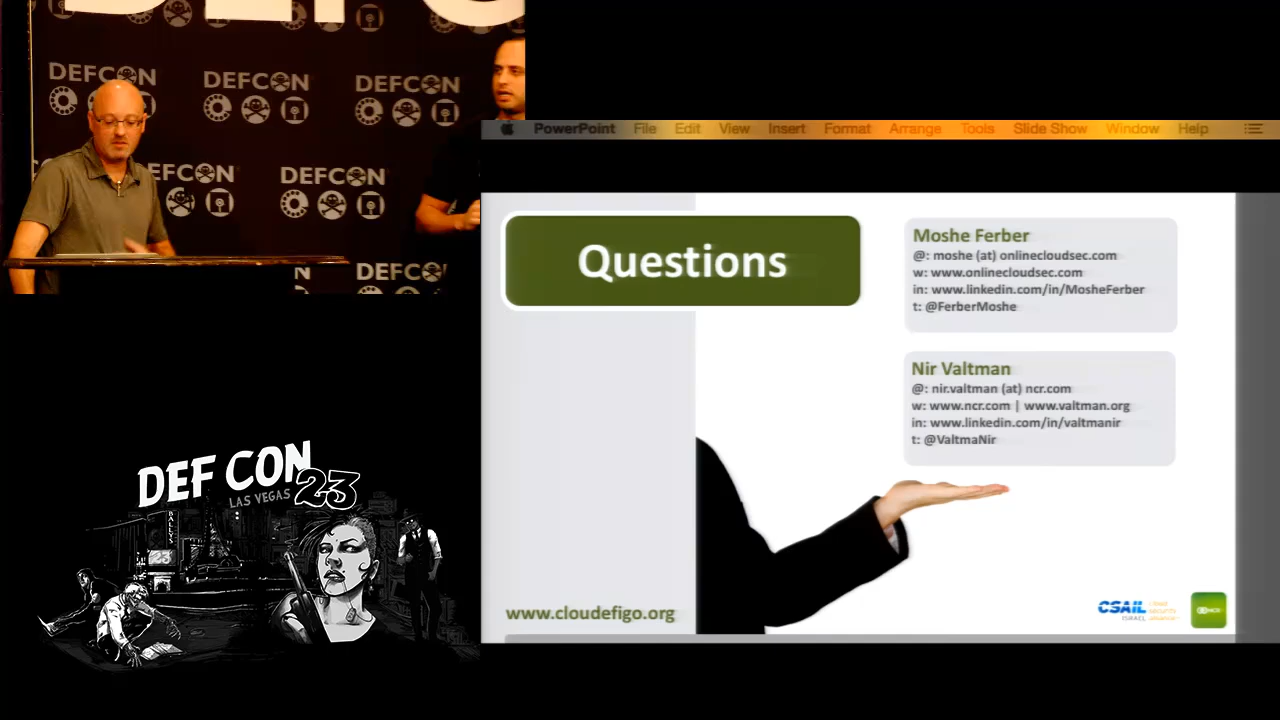 DEFCON
DEFCON
DEFCON
DEFCON
DEFCON
DEFCON
PowerPoint File Edit View Insert Format Arrange Tools Slide Show Window Help
Questions
Moshe Ferber
@: moshe (at) onlinecloudsec.com
w: www.onlinecloudsec.com
in: www.linkedin.com/in/MosheFerber
t: @FerberMoshe
Nir Valtman
@: nir.valtman (at) ncr.com
w: www.ncr.com | www.valtman.org
in: www.linkedin.com/in/valtmanir
t: @ValtmaNir
DEF CON
LAS VEGAS 23
BALLYS
www.cloudefigo.org
CSAIL
ISRAEL